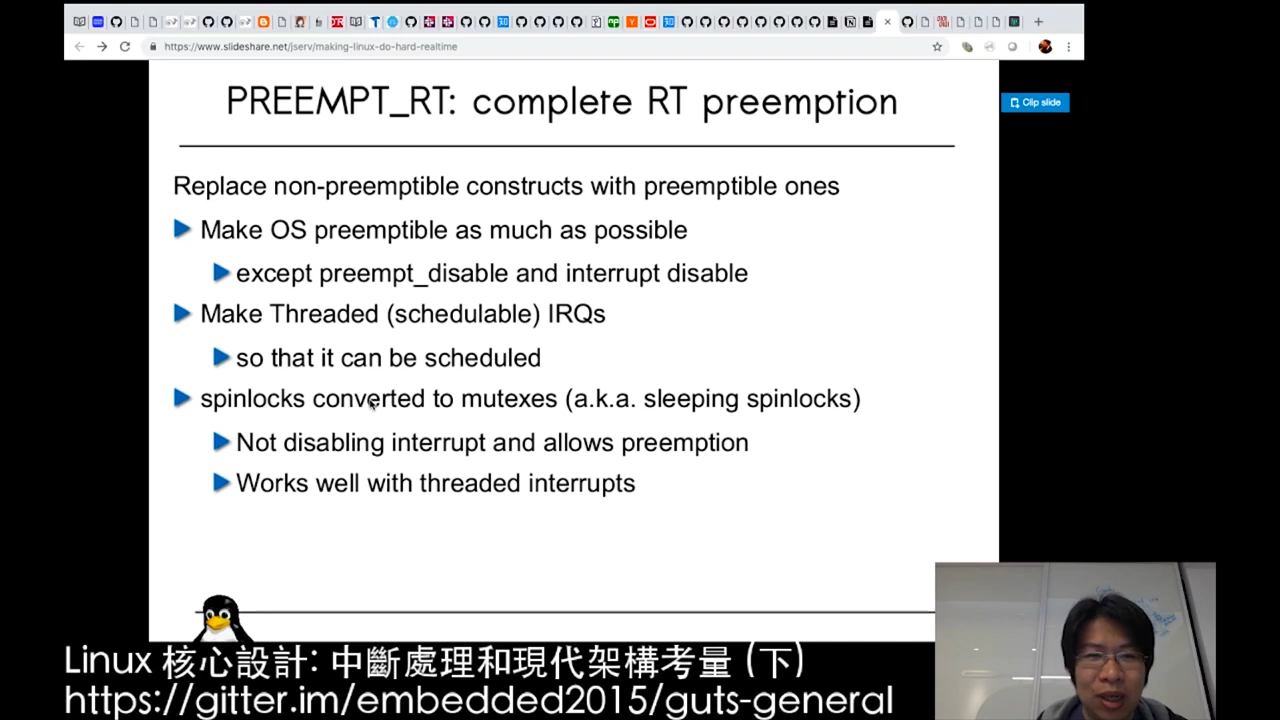 https://www.slideshare.net/jserv/making-linux-do-hard-realtime
Clip slide
PREEMPT_RT: complete RT preemption
Replace non-preemptible constructs with preemptible ones
Make OS preemptible as much as possible
except preempt_disable and interrupt disable
Make Threaded (schedulable) IRQs
so that it can be scheduled
spinlocks converted to mutexes (a.k.a. sleeping spinlocks)
Not disabling interrupt and allows preemption
Works well with threaded interrupts
Linux 核心設計: 中斷處理和現代架構考量 (下)
https://gitter.im/embedded2015/guts-general